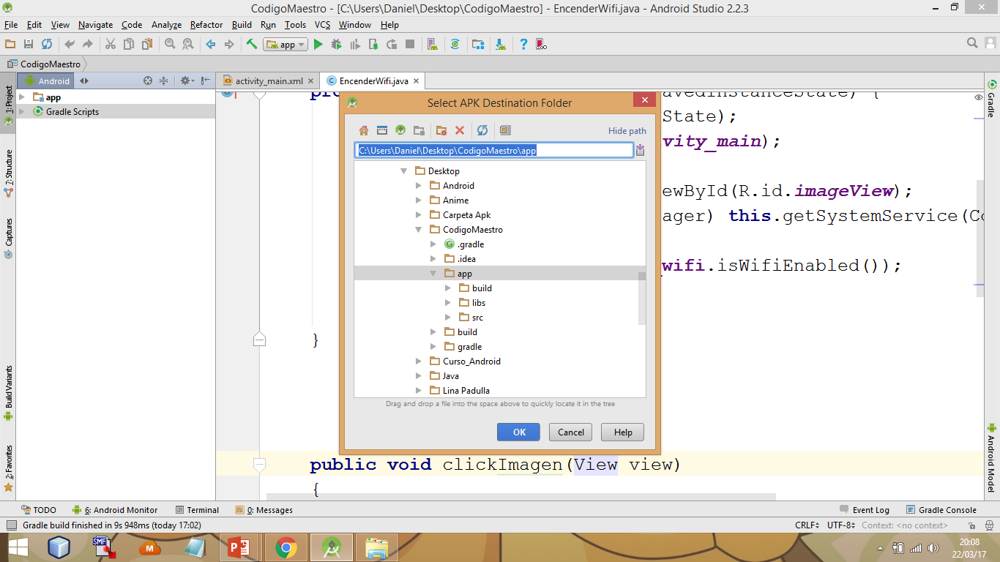 CodigoMaestro - [C:\Users\Daniel\Desktop\CodigoMaestro] - EncenderWifi.java - Android Studio 2.2.3
File Edit View Navigate Code Analyze Refactor Build Run Tools VCS Window Help
app
CodigoMaestro
Android
activity_main.xml
EncenderWifi.java
1: Project
7: Structure
Captures
Build Variants
2: Favorites
app
Gradle Scripts
Select APK Destination Folder
Hide path
C:\Users\Daniel\Desktop\CodigoMaestro\app
Desktop
Android
Anime
Carpeta Apk
CodigoMaestro
.gradle
.idea
app
build
libs
src
build
gradle
Curso_Android
Java
Lina Padulla
Drag and drop a file into the space above to quickly locate it in the tree
OK Cancel Help
avedInstanceState) {
State);
vity_main);
ewById(R.id.imageView);
ager) this.getSystemService(Co
wifi.isWifiEnabled());
}
public void clickImagen(View view)
{
Gradle
Android Model
TODO 6: Android Monitor Terminal 0: Messages Event Log Gradle Console
Gradle build finished in 9s 948ms (today 17:02) CRLF UTF-8 Context: <no context>
SMF
20:08
22/03/17